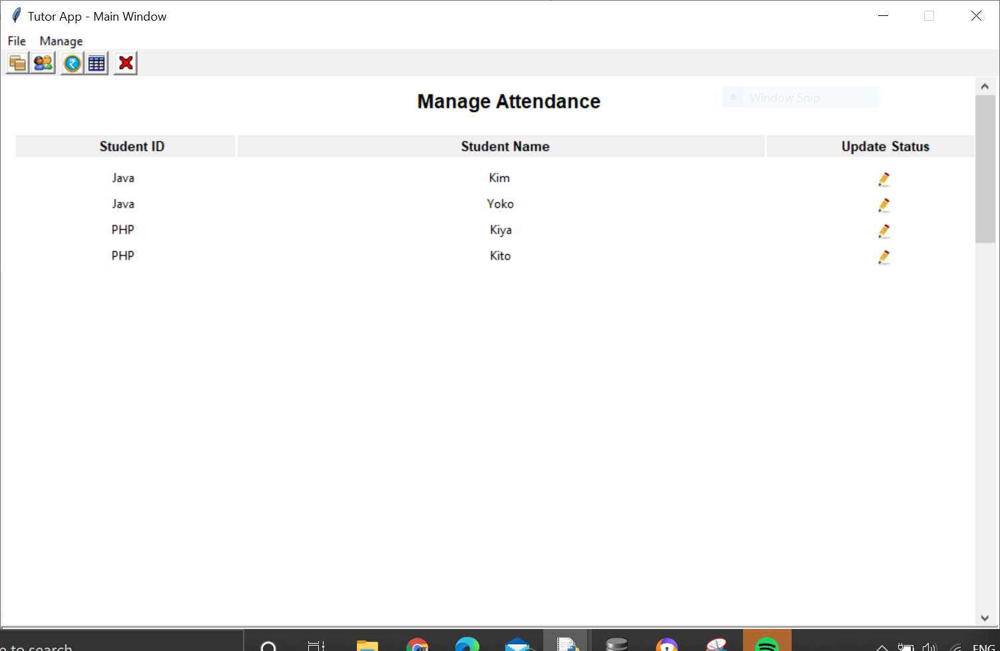 Tutor App - Main Window
File Manage
Manage Attendance
Window Snip
Student ID Student Name Update Status
Java Kim
Java Yoko
PHP Kiya
PHP Kito
to search
ENG